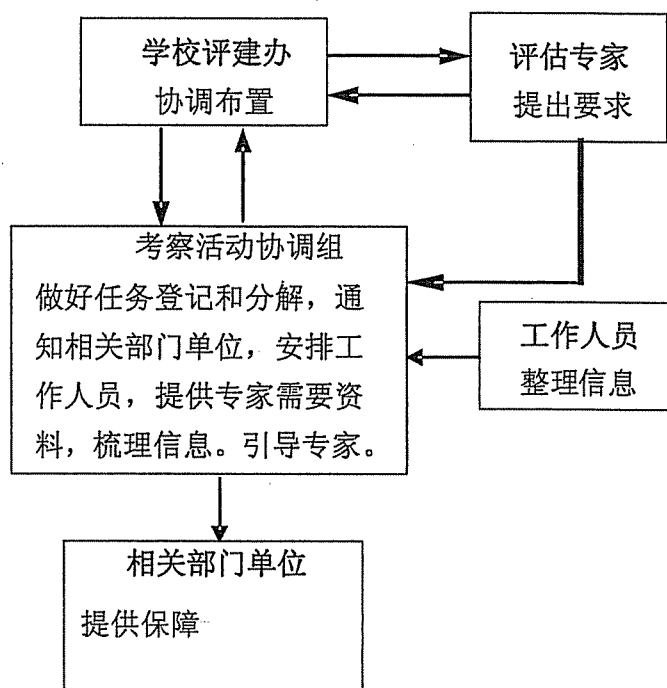 学校评建办
协调布置
评估专家
提出要求
考察活动协调组
做好任务登记和分解，通
知相关部门单位，安排工
作人员，提供专家需要资
料，梳理信息。引导专家。
工作人员
整理信息
相关部门单位
提供保障